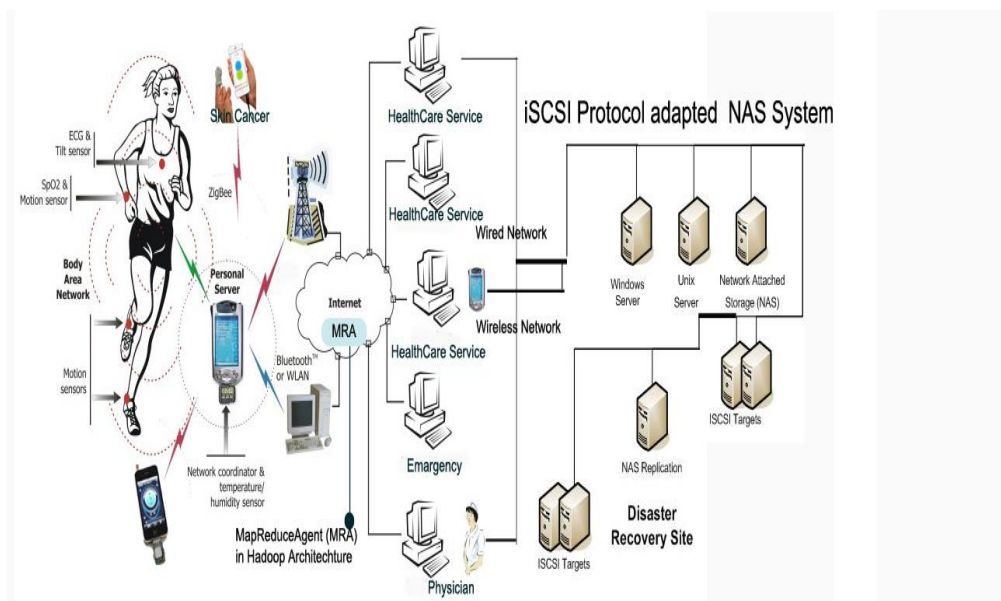 ECG &
Tilt sensor
SpO2 &
Motion sensor
Body
Area
Network
Motion
sensors
Skin Cancer
ZigBee
Personal
Server
Bluetooth™
or WLAN
Network coordinator &
temperature/
humidity sensor
Internet
MRA
MapReduceAgent (MRA)
in Hadoop Architechture
HealthCare Service
HealthCare Service
HealthCare Service
Emargency
Physician
Wired Network
Wireless Network
iSCSI Protocol adapted NAS System
Windows
Server
Unix
Server
Network Attached
Storage (NAS)
ISCSI Targets
NAS Replication
ISCSI Targets
Disaster
Recovery Site